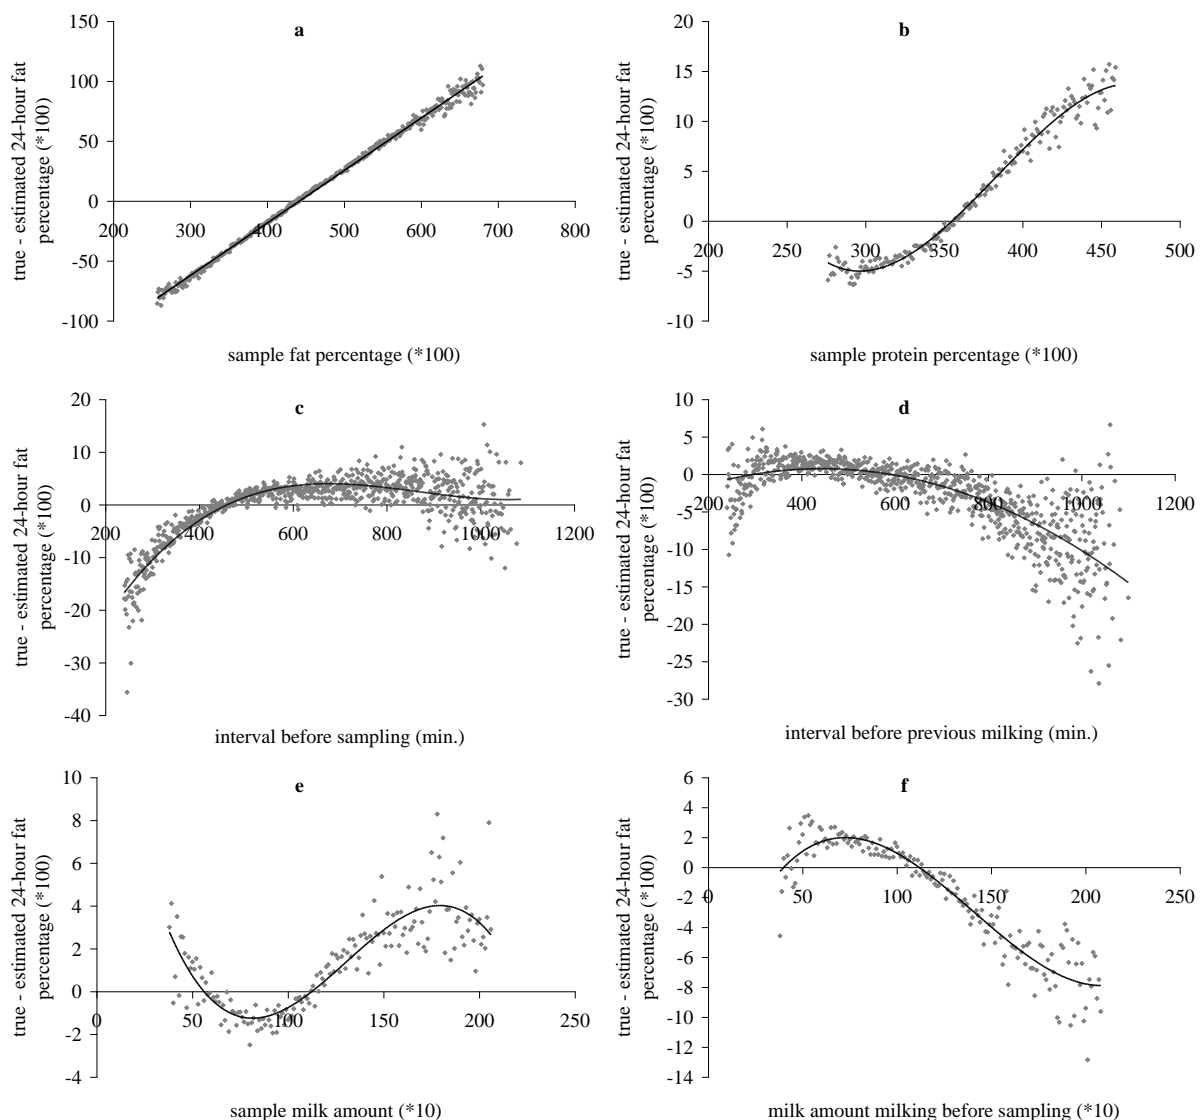 a
true - estimated 24-hour fat
percentage (*100)
150
100
50
0
-50
-100
200 300 400 500 600 700 800
sample fat percentage (*100)
b
true - estimated 24-hour fat
percentage (*100)
20
15
10
5
0
-5
-10
200 250 300 350 400 450 500
sample protein percentage (*100)
c
true - estimated 24-hour fat
percentage (*100)
20
10
0
-10
-20
-30
-40
200 400 600 800 1000 1200
interval before sampling (min.)
d
true - estimated 24-hour fat
percentage (*100)
10
5
0
-5
-10
-15
-20
-25
-30
200 400 600 800 1000 1200
interval before previous milking (min.)
e
true - estimated 24-hour fat
percentage (*100)
10
8
6
4
2
0
-2
-4
0 50 100 150 200 250
sample milk amount (*10)
f
true - estimated 24-hour fat
percentage (*100)
6
4
2
0
-2
-4
-6
-8
-10
-12
-14
0 50 100 150 200 250
milk amount milking before sampling (*10)